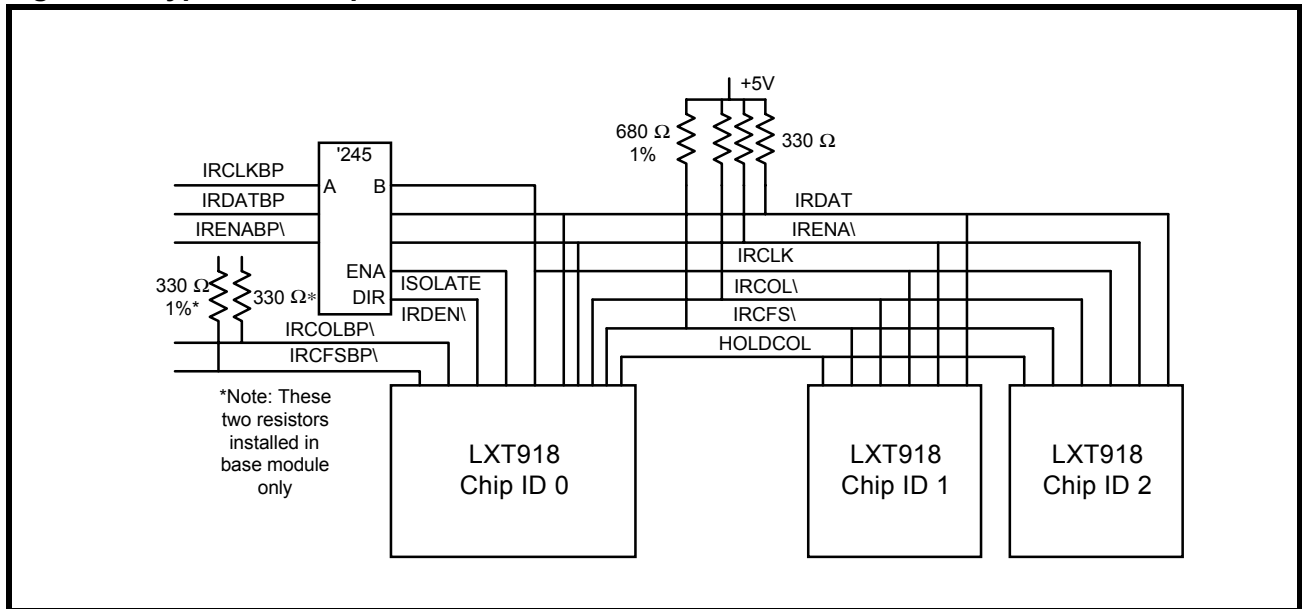 +5V
680 Ω
1%
330 Ω
'245
IRCLKBP
A B
IRDATBP
IRDAT
IRENABP\
IRENA\
IRCLK
ENA
ISOLATE
330 Ω
1%*
330 Ω*
DIR
IRDEN\
IRCOL\
IRCFS\
IRCOLBP\
HOLDCOL
IRCFSBP\
*Note: These
two resistors
installed in
base module
only
LXT918
Chip ID 0
LXT918
Chip ID 1
LXT918
Chip ID 2